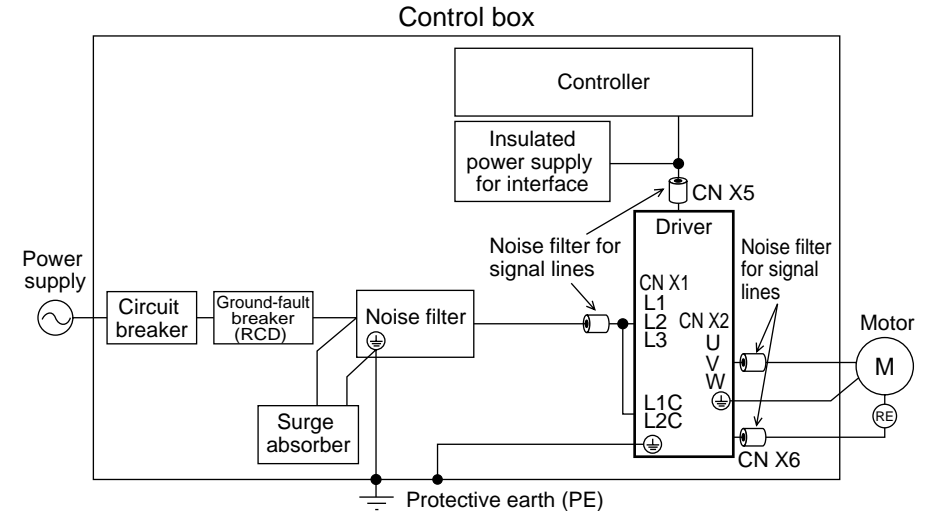 Control box
Controller
Insulated
power supply
for interface
CN X5
Driver
Noise filter for
signal lines
Noise filter
for signal
lines
Power
supply
Circuit
breaker
Ground-fault
breaker
(RCD)
Noise filter
CN X1
L1
L2
L3
CN X2
U
V
W
Motor
M
RE
L1C
L2C
Surge
absorber
CN X6
Protective earth (PE)